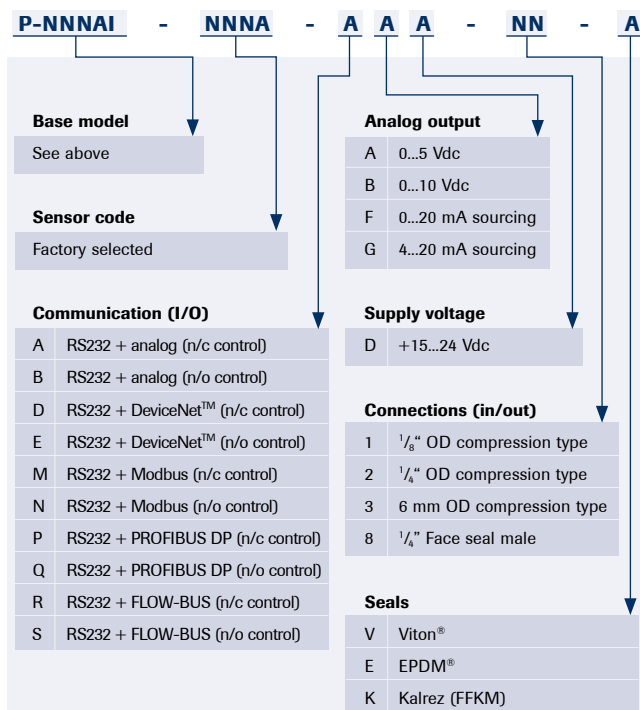 P-NNNAI - NNNA - A A A - NN - A
Base model
See above
Sensor code
Factory selected
Communication (I/O)
A RS232 + analog (n/c control)
B RS232 + analog (n/o control)
D RS232 + DeviceNet™ (n/c control)
E RS232 + DeviceNet™ (n/o control)
M RS232 + Modbus (n/c control)
N RS232 + Modbus (n/o control)
P RS232 + PROFIBUS DP (n/c control)
Q RS232 + PROFIBUS DP (n/o control)
R RS232 + FLOW-BUS (n/c control)
S RS232 + FLOW-BUS (n/o control)
Analog output
A 0...5 Vdc
B 0...10 Vdc
F 0...20 mA sourcing
G 4...20 mA sourcing
Supply voltage
D +15...24 Vdc
Connections (in/out)
1 1/8“ OD compression type
2 1/4“ OD compression type
3 6 mm OD compression type
8 1/4” Face seal male
Seals
V Viton®
E EPDM®
K Kalrez (FFKM)